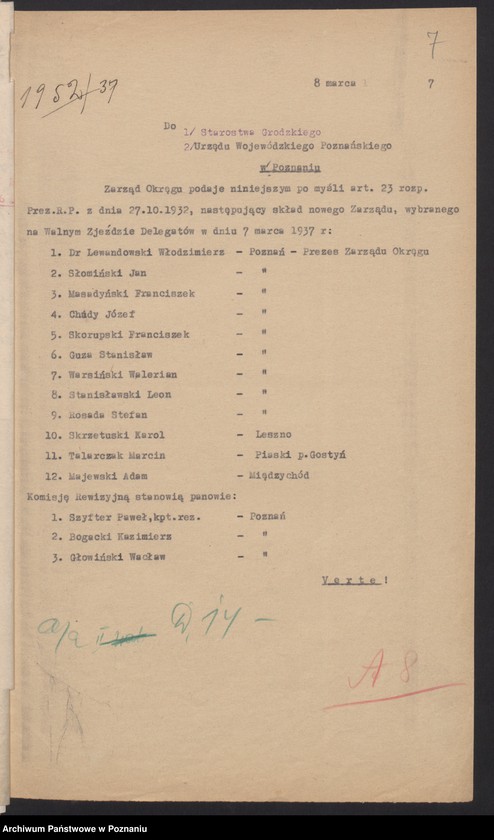 7
1952/37
8 marca 7
Do 1/ Starostwa Grodzkiego
2/Urzędu Wojewódzkiego Poznańskiego
w Poznaniu
Zarząd Okręgu podaje niniejszym po myśli art. 23 rozp.
Prez.R.P. z dnia 27.10.1932, następujący skład nowego Zarządu, wybranego
na Walnym Zjeździe Delegatów w dniu 7 marca 1937 r:
1. Dr Lewandowski Włodzimierz - Poznań - Prezes Zarządu Okręgu
2. Słomiński Jan - "
3. Masadyński Franciszek - "
4. Chudy Józef - "
5. Skorupski Franciszek - "
6. Guza Stanisław - "
7. Warsiński Walerian - "
8. Stanisławski Leon - "
9. Rosada Stefan - "
10. Skrzetuski Karol - Leszno
11. Talarczak Marcin - Piaski p.Gostyń
12. Majewski Adam - Międzychód
Komisję Rewizyjną stanowią panowie:
1. Szyfter Paweł,kpt.rez. - Poznań
2. Bogacki Kazimierz - "
3. Głowiński Wacław - "
Verte!
a/a D, 14 -
A 8
Archiwum Państwowe w Poznaniu